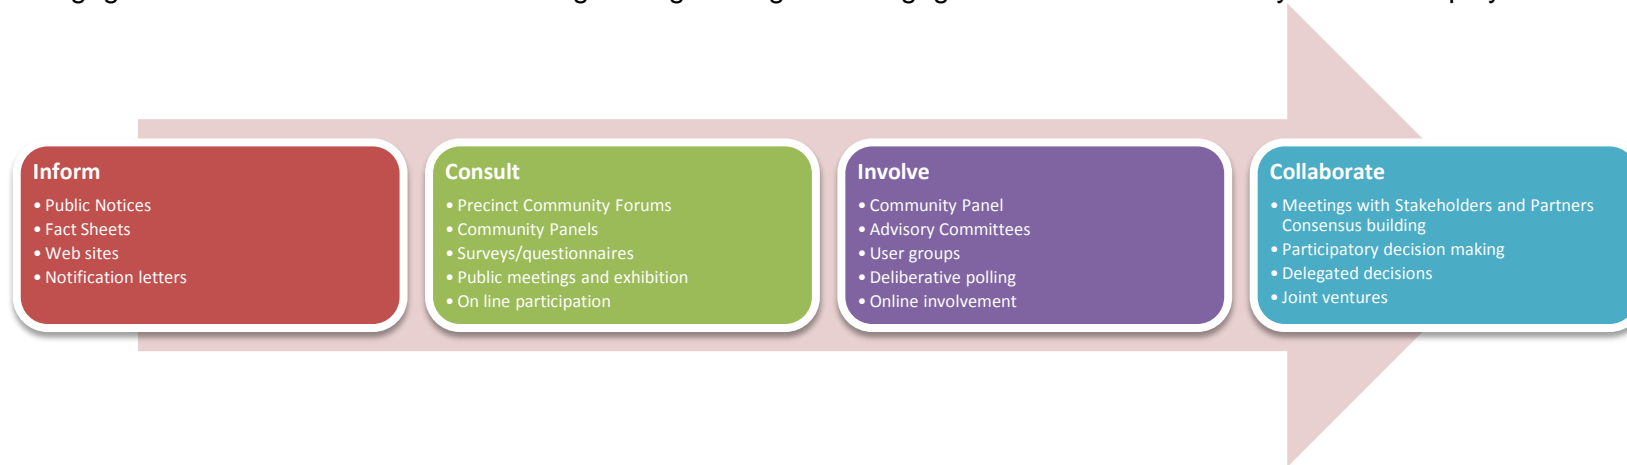 Inform
• Public Notices
• Fact Sheets
• Web sites
• Notification letters
Consult
• Precinct Community Forums
• Community Panels
• Surveys/questionnaires
• Public meetings and exhibition
• On line participation
Involve
• Community Panel
• Advisory Committees
• User groups
• Deliberative polling
• Online involvement
Collaborate
• Meetings with Stakeholders and Partners
Consensus building
• Participatory decision making
• Delegated decisions
• Joint ventures